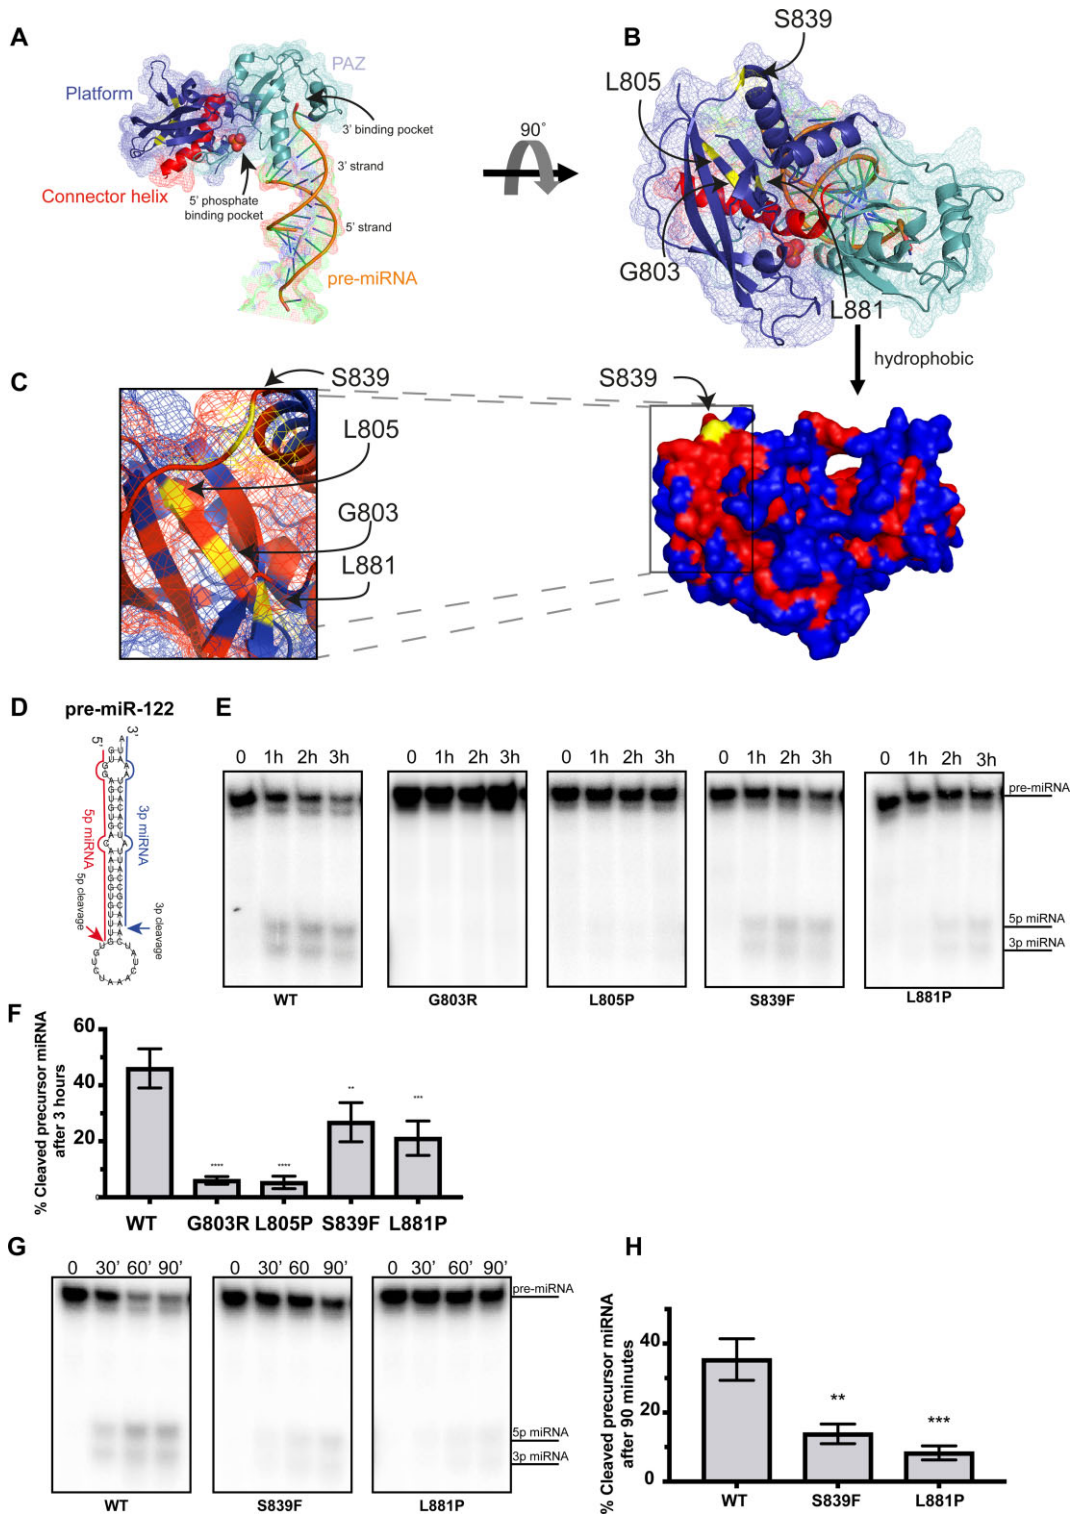 A
PAZ
Platform
3' binding pocket
3' strand
Connector helix
5' phosphate
binding pocket
5' strand
pre-miRNA
90°
B
S839
L805
G803
L881
hydrophobic
C
S839
L805
G803
L881
S839
D
pre-miR-122
5'
3'
5p miRNA
3p miRNA
5p cleavage
3p cleavage
E
0 1h 2h 3h
0 1h 2h 3h
0 1h 2h 3h
0 1h 2h 3h
0 1h 2h 3h
pre-miRNA
5p miRNA
3p miRNA
WT
G803R
L805P
S839F
L881P
F
% Cleaved precursor miRNA
after 3 hours
60
40
20
0
****
****
**
***
WT G803R L805P S839F L881P
G
0 30' 60' 90'
0 30' 60 90'
0 30' 60' 90'
pre-miRNA
5p miRNA
3p miRNA
WT
S839F
L881P
H
% Cleaved precursor miRNA
after 90 minutes
40
20
0
**
***
WT S839F L881P